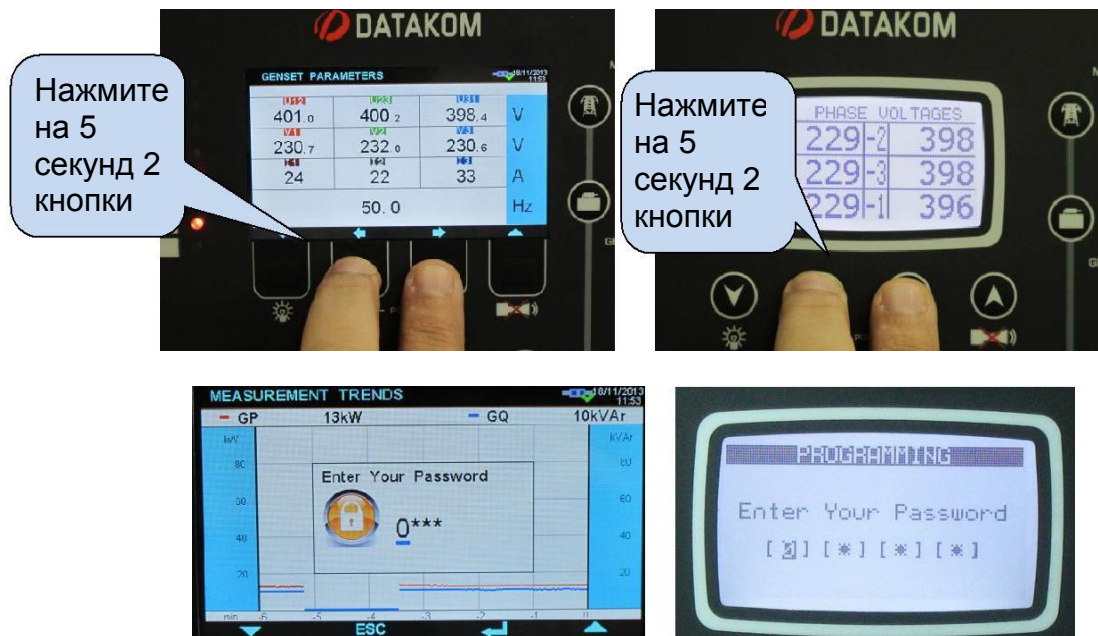 DATAKOM
Нажмите
на 5
секунд 2
кнопки
GENSET PARAMETERS
18/11/2013
11:53
U12 U23 U31
401.0 400.2 398.4 V
V1 V2 V3
230.7 232.0 230.6 V
I1 I2 I3
24 22 33 A
50.0 Hz
DATAKOM
Нажмите
на 5
секунд 2
кнопки
PHASE VOLTAGES
229 -2 398
229 -3 398
229 -1 396
MEASUREMENT TRENDS
18/11/2013
11:53
GP 13kW GQ 10kVAr
kW kVAr
80 80
Enter Your Password
60 60
0***
40 40
20 20
min -6 -5 -4 -3 -2 -1 0
ESC
PROGRAMMING
Enter Your Password
[*] [*] [*]